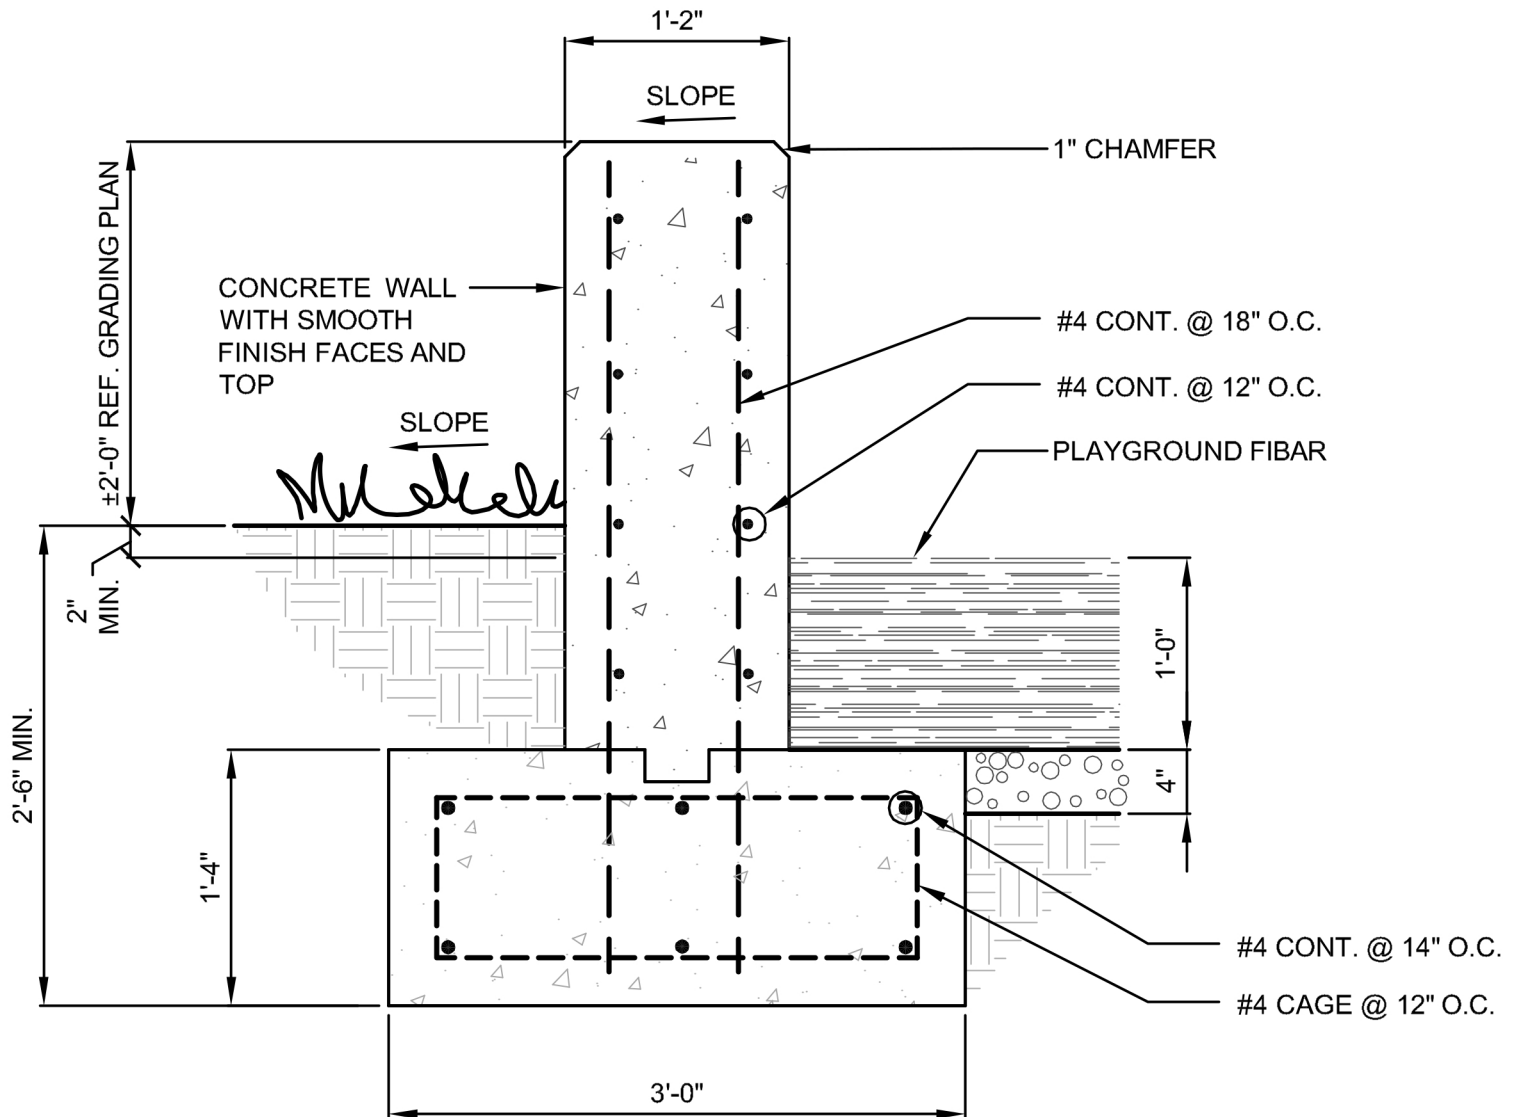 1'-2"
SLOPE
1" CHAMFER
±2'-0" REF. GRADING PLAN
CONCRETE WALL
WITH SMOOTH
FINISH FACES AND
TOP
#4 CONT. @ 18" O.C.
#4 CONT. @ 12" O.C.
SLOPE
PLAYGROUND FIBAR
2"
MIN.
1'-0"
2'-6" MIN.
4"
1'-4"
#4 CONT. @ 14" O.C.
#4 CAGE @ 12" O.C.
3'-0"